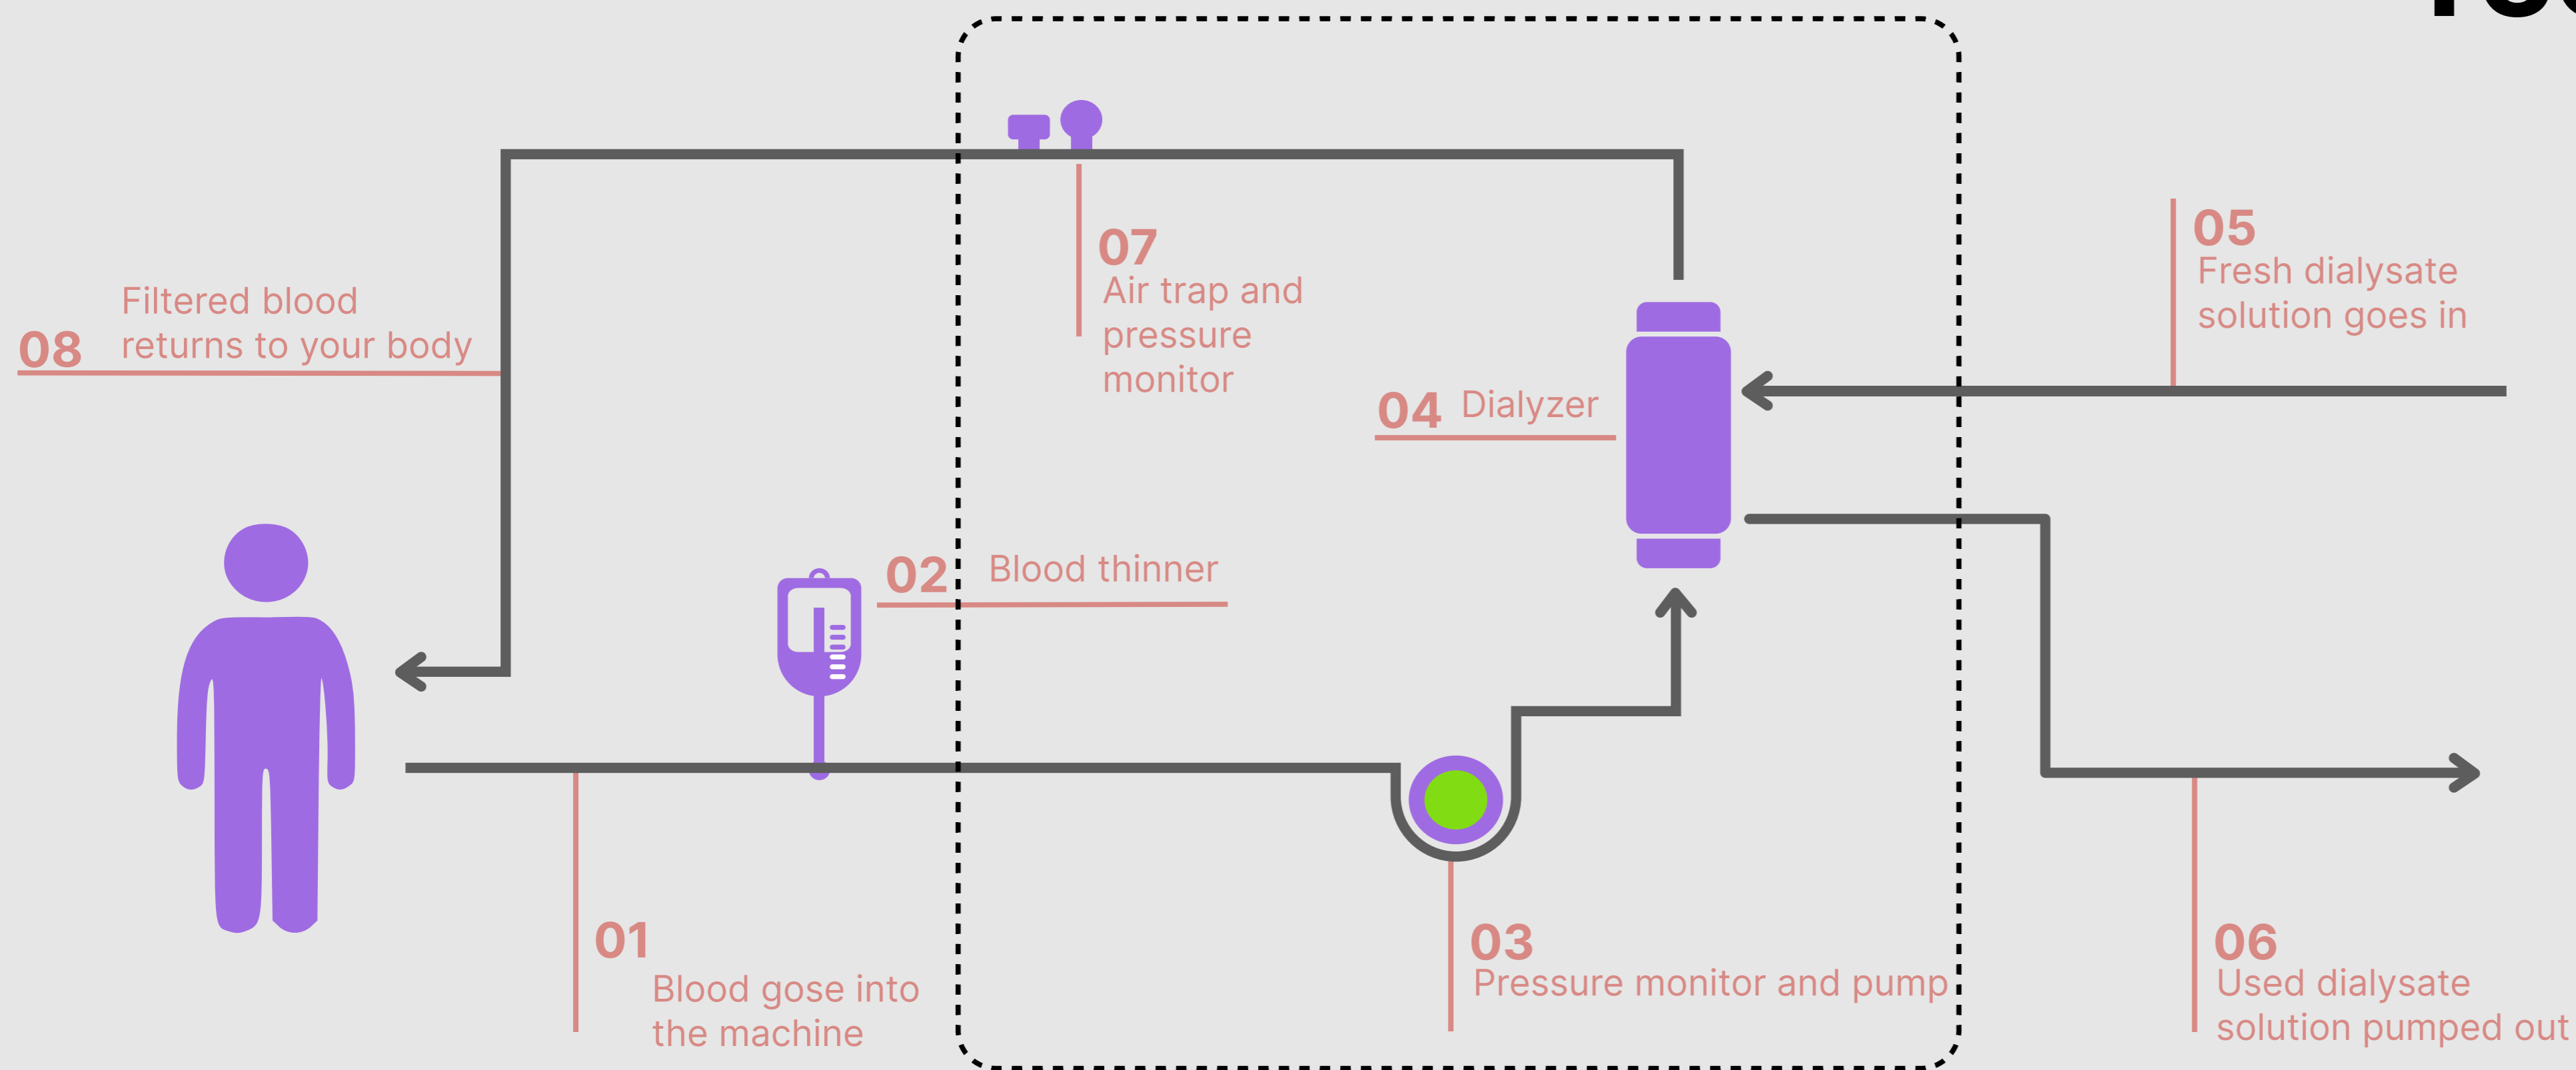 07
Air trap and
pressure
monitor
05
Fresh dialysate
solution goes in
08
Filtered blood
returns to your body
04 Dialyzer
02 Blood thinner
01
Blood gose into
the machine
03
Pressure monitor and pump
06
Used dialysate
solution pumped out